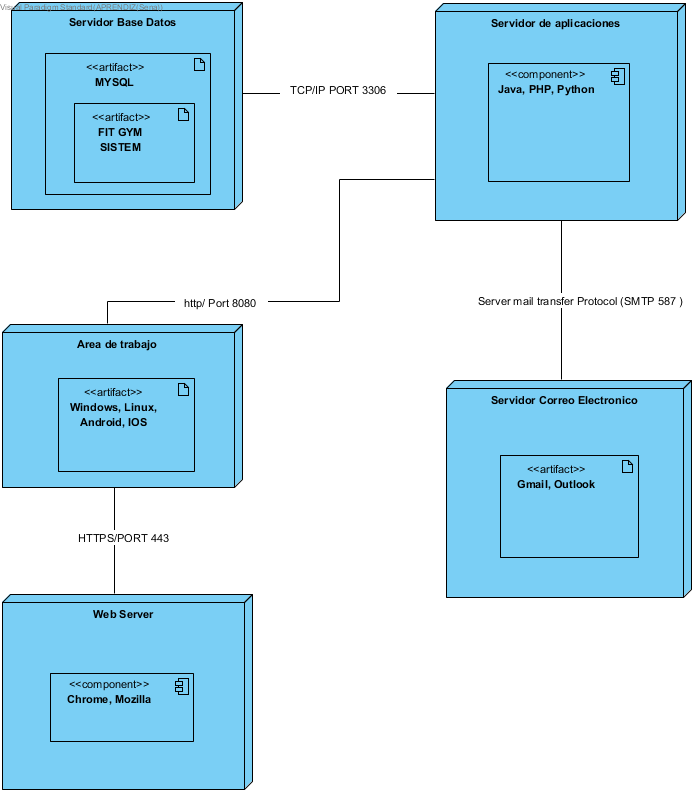 Visual Paradigm Standard(APRENDIZ(Sena))
Servidor Base Datos
<<artifact>>
MYSQL
<<artifact>>
FIT GYM
SISTEM
TCP/IP PORT 3306
Servidor de aplicaciones
<<component>>
Java, PHP, Python
http/ Port 8080
Server mail transfer Protocol (SMTP 587 )
Area de trabajo
<<artifact>>
Windows, Linux,
Android, IOS
Servidor Correo Electronico
<<artifact>>
Gmail, Outlook
HTTPS/PORT 443
Web Server
<<component>>
Chrome, Mozilla